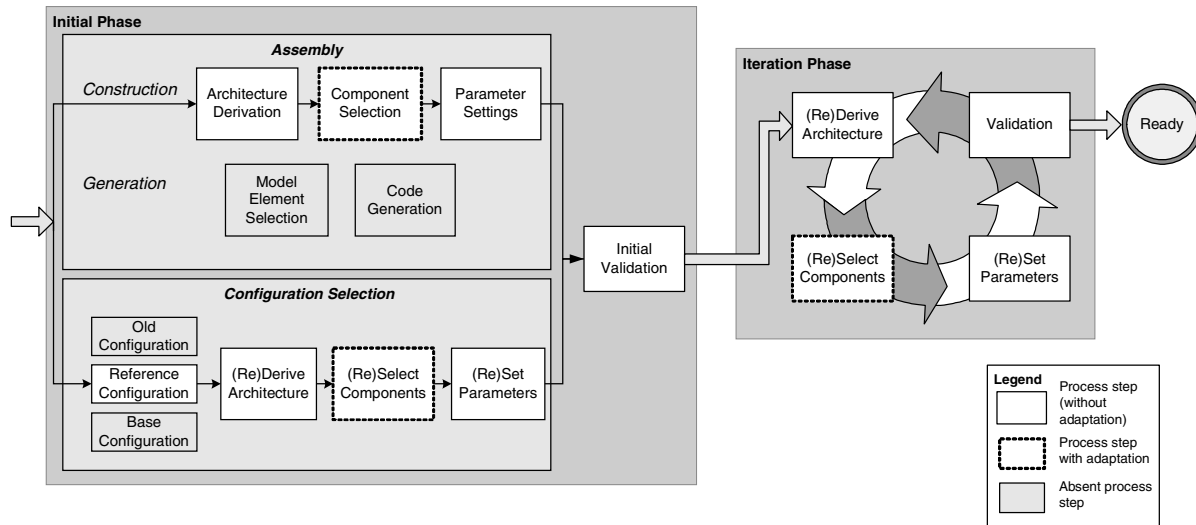 Initial Phase
Assembly
Construction
Architecture
Derivation
Component
Selection
Parameter
Settings
Generation
Model
Element
Selection
Code
Generation
Configuration Selection
Old
Configuration
Reference
Configuration
Base
Configuration
(Re)Derive
Architecture
(Re)Select
Components
(Re)Set
Parameters
Initial
Validation
Iteration Phase
(Re)Derive
Architecture
Validation
(Re)Select
Components
(Re)Set
Parameters
Ready
Legend
Process step
(without
adaptation)
Process step
with adaptation
Absent process
step